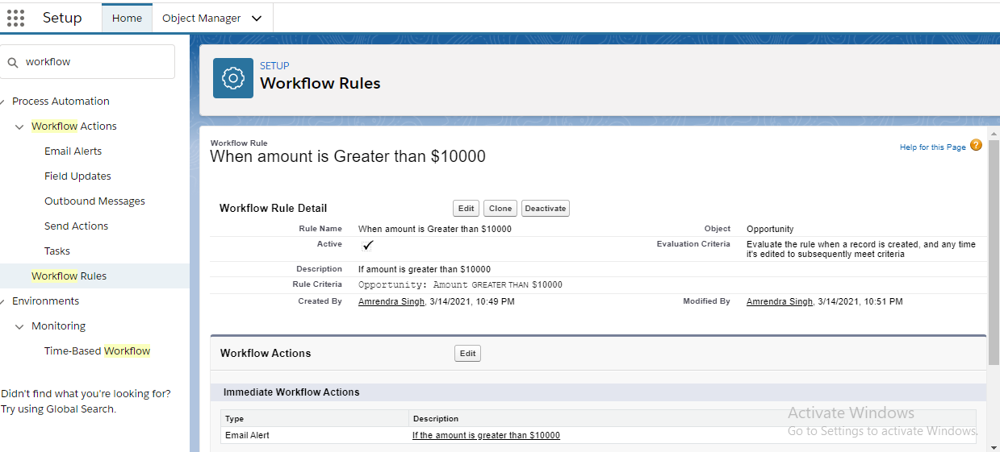 Setup Home Object Manager
workflow
Process Automation
Workflow Actions
Email Alerts
Field Updates
Outbound Messages
Send Actions
Tasks
Workflow Rules
Environments
Monitoring
Time-Based Workflow
Didn't find what you're looking for?
Try using Global Search.
SETUP
Workflow Rules
Workflow Rule
When amount is Greater than $10000
Help for this Page ?
Workflow Rule Detail Edit Clone Deactivate
Rule Name When amount is Greater than $10000 Object Opportunity
Active Evaluation Criteria Evaluate the rule when a record is created, and any time
it's edited to subsequently meet criteria
Description If amount is greater than $10000
Rule Criteria Opportunity: Amount GREATER THAN $10000
Created By Amrendra Singh, 3/14/2021, 10:49 PM Modified By Amrendra Singh, 3/14/2021, 10:51 PM
Workflow Actions Edit
Immediate Workflow Actions
Type Description
Email Alert If the amount is greater than $10000
Activate Windows
Go to Settings to activate Windows.